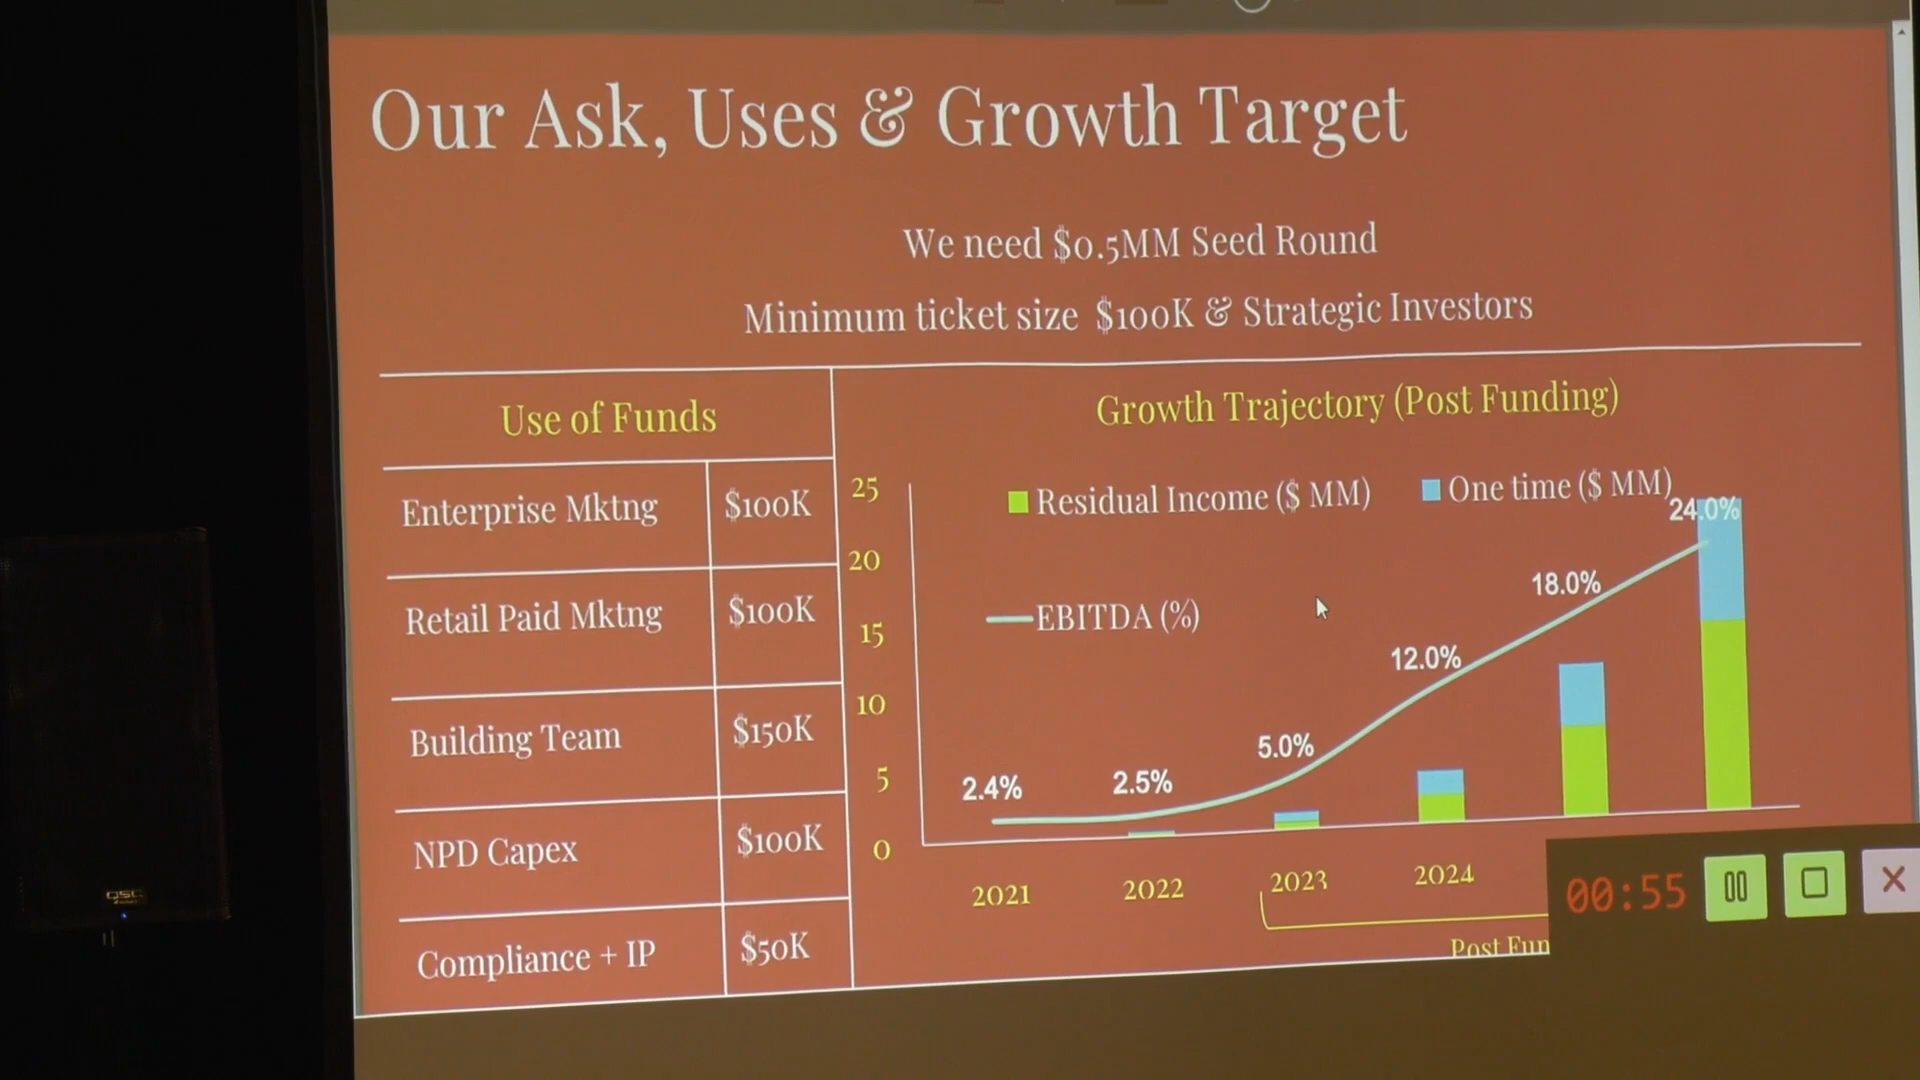 Our Ask, Uses & Growth Target
We need $0.5MM Seed Round
Minimum ticket size $100K & Strategic Investors
Use of Funds
Enterprise Mktng $100K
Retail Paid Mktng $100K
Building Team $150K
NPD Capex $100K
Compliance + IP $50K
Growth Trajectory (Post Funding)
Residual Income ($ MM) One time ($ MM)
EBITDA (%)
25
20
15
10
5
0
2.4% 2.5% 5.0% 12.0% 18.0% 24.0%
2021 2022 2023 2024
Post Fun
00:55
QSC